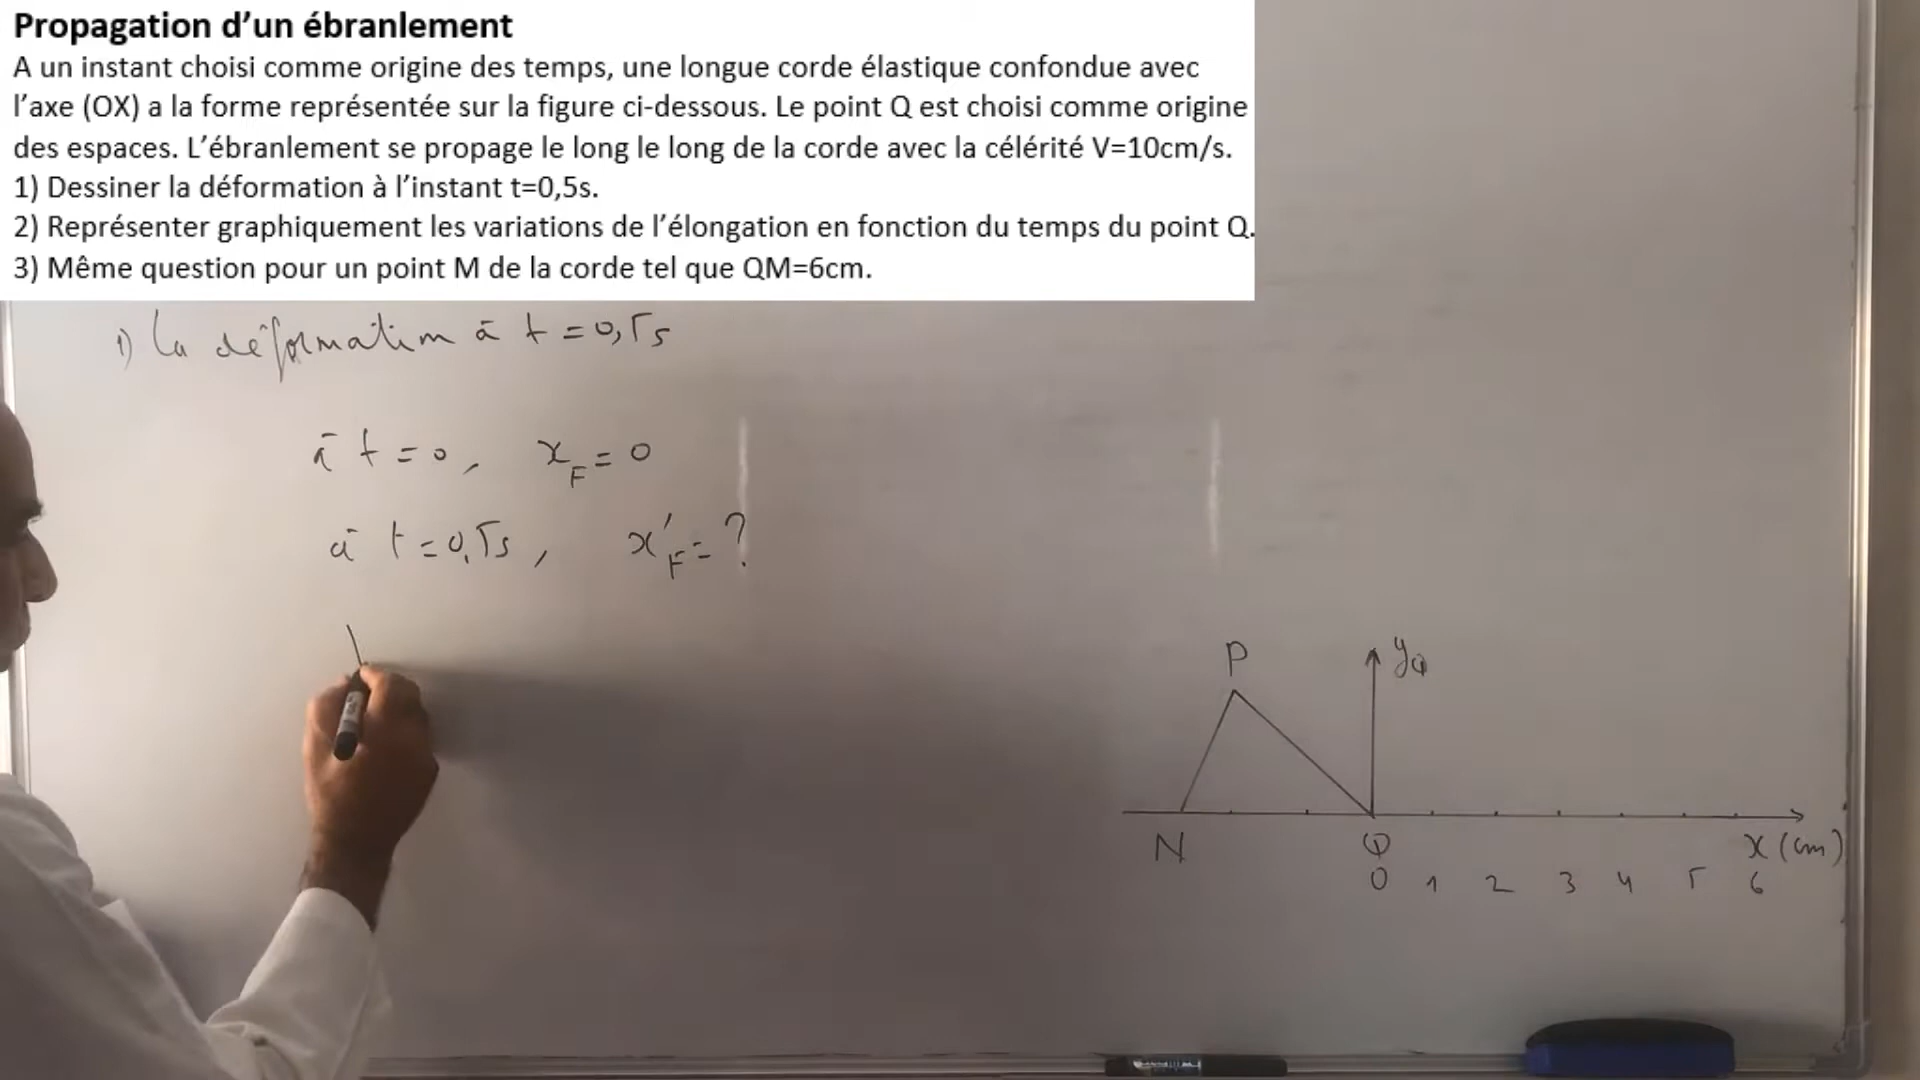 Propagation d'un ébranlement
A un instant choisi comme origine des temps, une longue corde élastique confondue avec
l'axe (OX) a la forme représentée sur la figure ci-dessous. Le point Q est choisi comme origine
des espaces. L'ébranlement se propage le long le long de la corde avec la célérité V=10cm/s.
1) Dessiner la déformation à l'instant t=0,5s.
2) Représenter graphiquement les variations de l'élongation en fonction du temps du point Q.
3) Même question pour un point M de la corde tel que QM=6cm.
1) La déformation à t=0,5s
à t=0, x_F=0
à t=0,5s, x'_F=?
P y_Q
N Q x (cm)
0 1 2 3 4 5 6